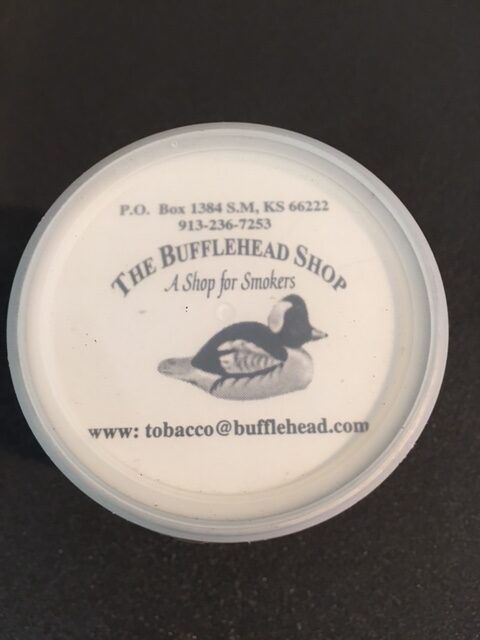 P.O. Box 1384 S.M, KS 66222
913-236-7253
THE BUFFLEHEAD SHOP
A Shop for Smokers
www: tobacco@bufflehead.com